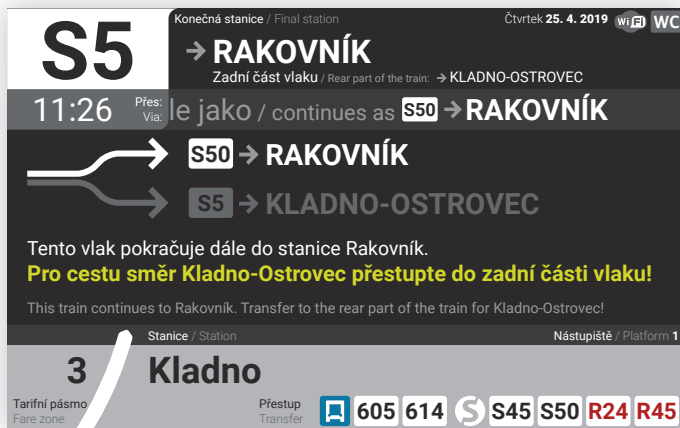 S5
Konečná stanice / Final station
Čtvrtek 25. 4. 2019 WiFi WC
→ RAKOVNÍK
Zadní část vlaku / Rear part of the train: → KLADNO-OSTROVEC
11:26
Přes:
Via:
le jako / continues as S50 → RAKOVNÍK
S50 → RAKOVNÍK
S5 → KLADNO-OSTROVEC
Tento vlak pokračuje dále do stanice Rakovník.
Pro cestu směr Kladno-Ostrovec přestupte do zadní části vlaku!
This train continues to Rakovník. Transfer to the rear part of the train for Kladno-Ostrovec!
Stanice / Station
Nástupiště / Platform 1
3
Kladno
Tarifní pásmo
Fare zone
Přestup
Transfer
605 614 S S45 S50 R24 R45